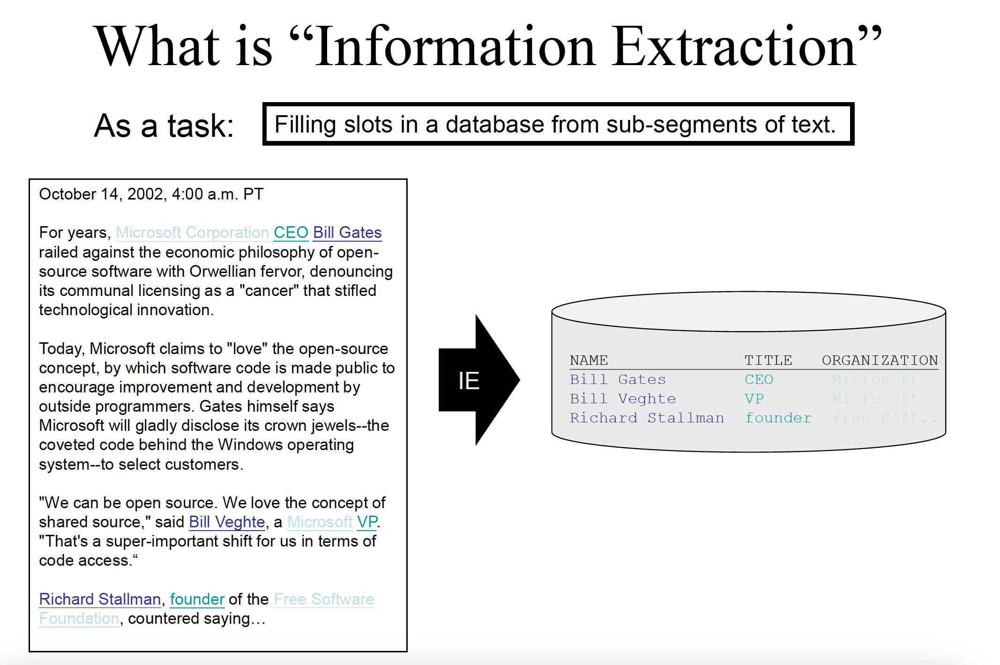 What is “Information Extraction”
As a task:
Filling slots in a database from sub-segments of text.
October 14, 2002, 4:00 a.m. PT
For years, Microsoft Corporation CEO Bill Gates
railed against the economic philosophy of open-
source software with Orwellian fervor, denouncing
its communal licensing as a "cancer" that stifled
technological innovation.
Today, Microsoft claims to "love" the open-source
concept, by which software code is made public to
encourage improvement and development by
outside programmers. Gates himself says
Microsoft will gladly disclose its crown jewels--the
coveted code behind the Windows operating
system--to select customers.
"We can be open source. We love the concept of
shared source," said Bill Veghte, a Microsoft VP.
"That's a super-important shift for us in terms of
code access.“
Richard Stallman, founder of the Free Software
Foundation, countered saying…
IE
NAME TITLE ORGANIZATION
Bill Gates CEO Microsoft
Bill Veghte VP Microsoft
Richard Stallman founder Free Soft..